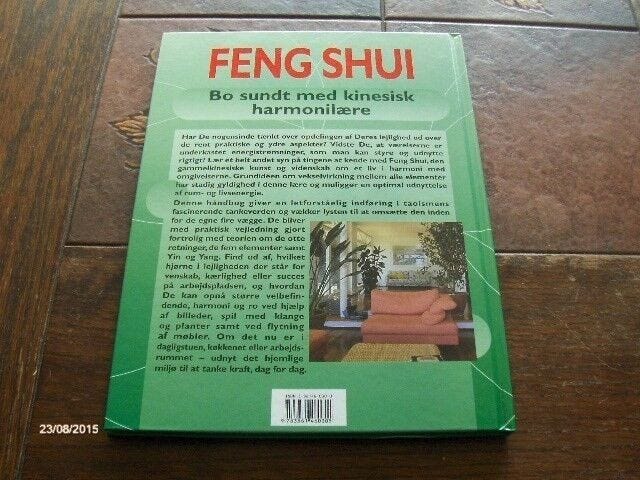 FENG SHUI
Bo sundt med kinesisk
harmonilære
Har De nogensinde tænkt over opdelingen af Deres lejlighed ud over
de rent praktiske og ydre aspekter? Vidste De, at værelserne er
underkastet energistrømninger, som man kan styre og udnytte
rigtigt? Lær et helt andet syn på tingene at kende med Feng Shui, den
gammelkinesiske kunst og videnskab om et liv i harmoni med
omgivelserne. Grundideen om vekselvirkning mellem alle elementer
har stadig gyldighed i denne lære og muliggør en optimal udnyttelse
af rum- og livsenergie.
Denne håndbog giver en letforståelig indføring i taoismens
fascinerende tankeverden og vækker lysten til at omsætte den inden
for de egne fire vægge. De bliver
med praktisk vejledning gjort
fortrolig med teorien om de otte
retninger, de fem elementer samt
Yin og Yang. Find ud af, hvilket
hjørne i lejligheden der står for
venskab, kærlighed eller succes
på arbejdspladsen, og hvordan
De kan opnå større velbefin-
dende, harmoni og ro ved hjælp
af billeder, spil med klange
og planter samt ved flytning
af møbler. Om det nu er i
dagligstuen, køkkenet eller arbejds-
rummet – udnyt det hjemlige
miljø til at tanke kraft, dag for dag.
23/08/2015